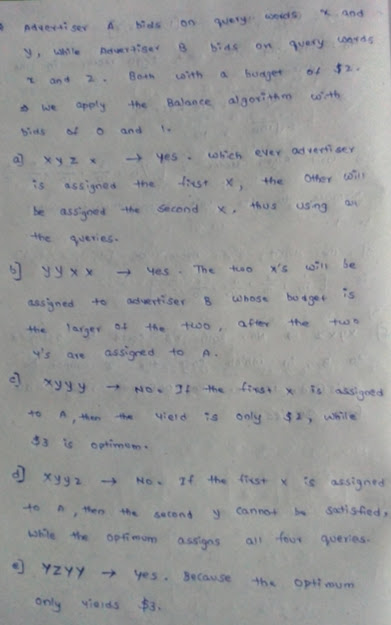 * Advertiser A bids on query words x and
y, while Advertiser B bids on query words
x and z. Both with a budget of $2.
⇒ We apply the Balance algorithm with
bids of 0 and 1.
a] x y z x → yes. Which ever advertiser
is assigned the first x, the other will
be assigned the second x, thus using all
the queries.
b] y y x x → yes. The two x's will be
assigned to advertiser B whose budget is
the larger of the two, after the two
y's are assigned to A.
c] x y y y → No. If the first x is assigned
to A, then the yield is only $2, while
$3 is optimum.
d] x y y z → No. If the first x is assigned
to A, then the second y cannot be satisfied,
while the optimum assigns all four queries.
e] Y Z Y Y → yes. Because the optimum
only yields $3.